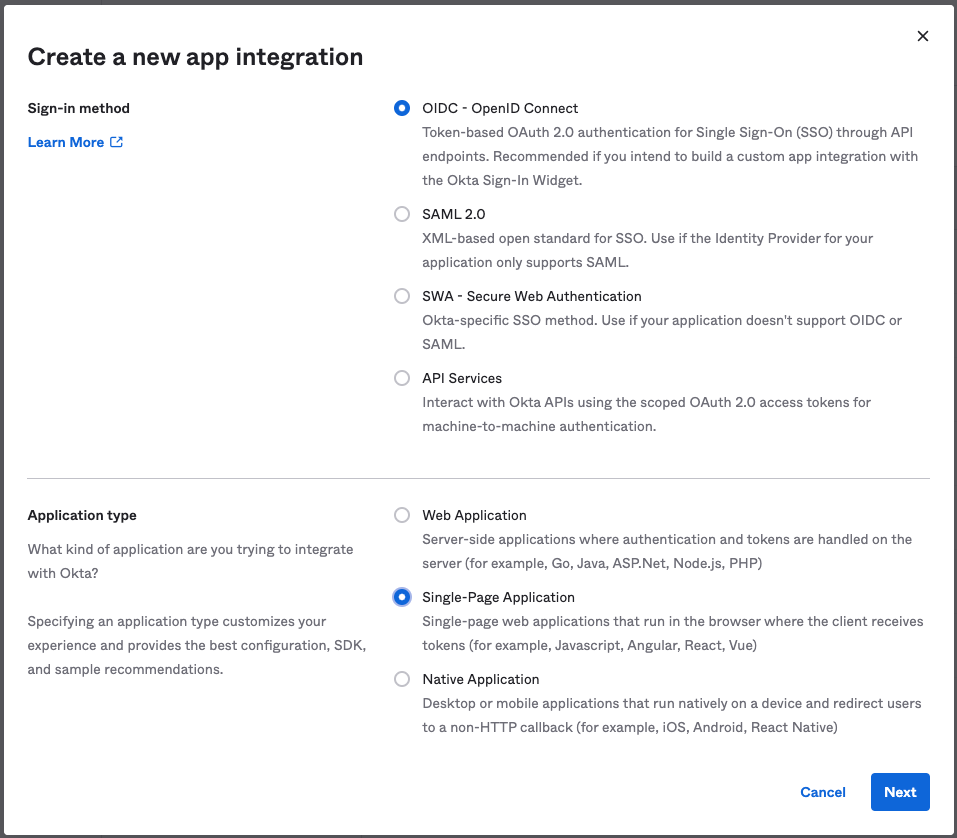 Create a new app integration
Sign-in method
Learn More
OIDC - OpenID Connect
Token-based OAuth 2.0 authentication for Single Sign-On (SSO) through API
endpoints. Recommended if you intend to build a custom app integration with
the Okta Sign-In Widget.
SAML 2.0
XML-based open standard for SSO. Use if the Identity Provider for your
application only supports SAML.
SWA - Secure Web Authentication
Okta-specific SSO method. Use if your application doesn't support OIDC or
SAML.
API Services
Interact with Okta APIs using the scoped OAuth 2.0 access tokens for
machine-to-machine authentication.
Application type
What kind of application are you trying to integrate
with Okta?
Specifying an application type customizes your
experience and provides the best configuration, SDK,
and sample recommendations.
Web Application
Server-side applications where authentication and tokens are handled on the
server (for example, Go, Java, ASP.Net, Node.js, PHP)
Single-Page Application
Single-page web applications that run in the browser where the client receives
tokens (for example, Javascript, Angular, React, Vue)
Native Application
Desktop or mobile applications that run natively on a device and redirect users
to a non-HTTP callback (for example, iOS, Android, React Native)
Cancel
Next